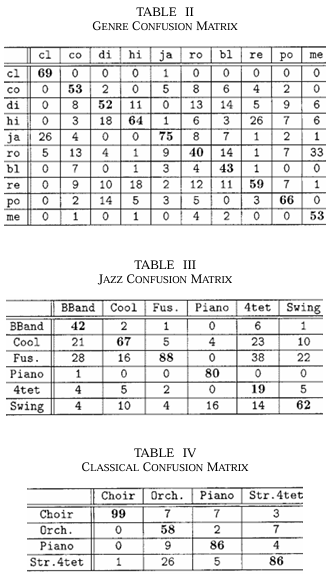 TABLE II
GENRE CONFUSION MATRIX
cl co di hi ja ro bl re po me
cl 69 0 0 0 1 0 0 0 0 0
co 0 53 2 0 5 8 6 4 2 0
di 0 8 52 11 0 13 14 5 9 6
hi 0 3 18 64 1 6 3 26 7 6
ja 26 4 0 0 75 8 7 1 2 1
ro 5 13 4 1 9 40 14 1 7 33
bl 0 7 0 1 3 4 43 1 0 0
re 0 9 10 18 2 12 11 59 7 1
po 0 2 14 5 3 5 0 3 66 0
me 0 1 0 1 0 4 2 0 0 53
TABLE III
JAZZ CONFUSION MATRIX
BBand Cool Fus. Piano 4tet Swing
BBand 42 2 1 0 6 1
Cool 21 67 5 4 23 10
Fus. 28 16 88 0 38 22
Piano 1 0 0 80 0 0
4tet 4 5 2 0 19 5
Swing 4 10 4 16 14 62
TABLE IV
CLASSICAL CONFUSION MATRIX
Choir Orch. Piano Str.4tet
Choir 99 7 7 3
Orch. 0 58 2 7
Piano 0 9 86 4
Str.4tet 1 26 5 86